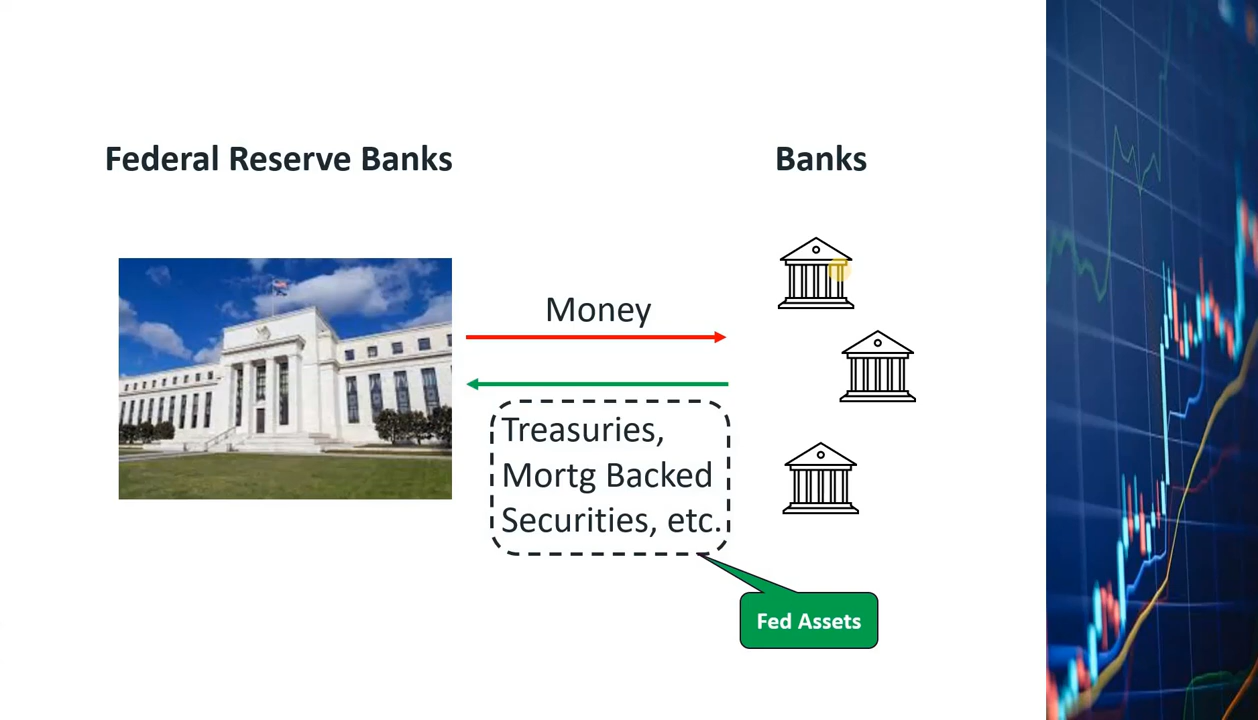 Federal Reserve Banks
Banks
Money
Treasuries,
Mortg Backed
Securities, etc.
Fed Assets